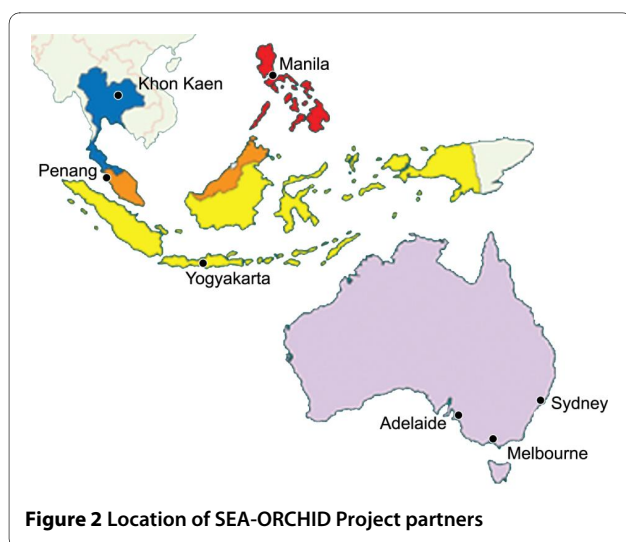 Manila
Khon Kaen
Penang
Yogyakarta
Sydney
Adelaide
Melbourne
Figure 2 Location of SEA-ORCHID Project partners